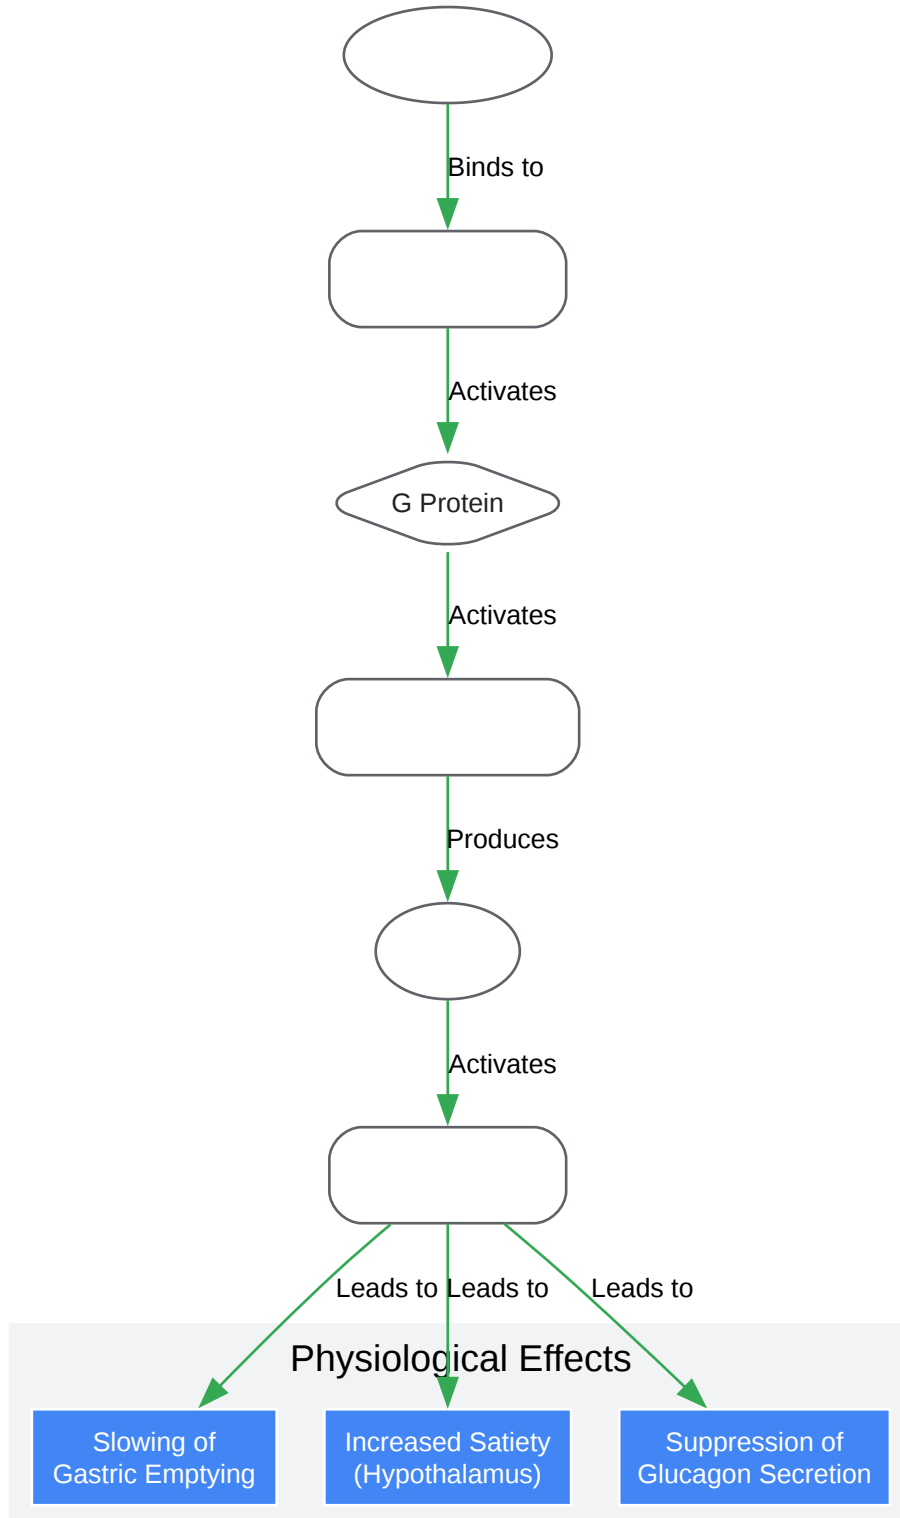 Binds to
Activates
G Protein
Activates
Produces
Activates
Leads to Leads to Leads to
Physiological Effects
Slowing of
Gastric Emptying
Increased Satiety
(Hypothalamus)
Suppression of
Glucagon Secretion